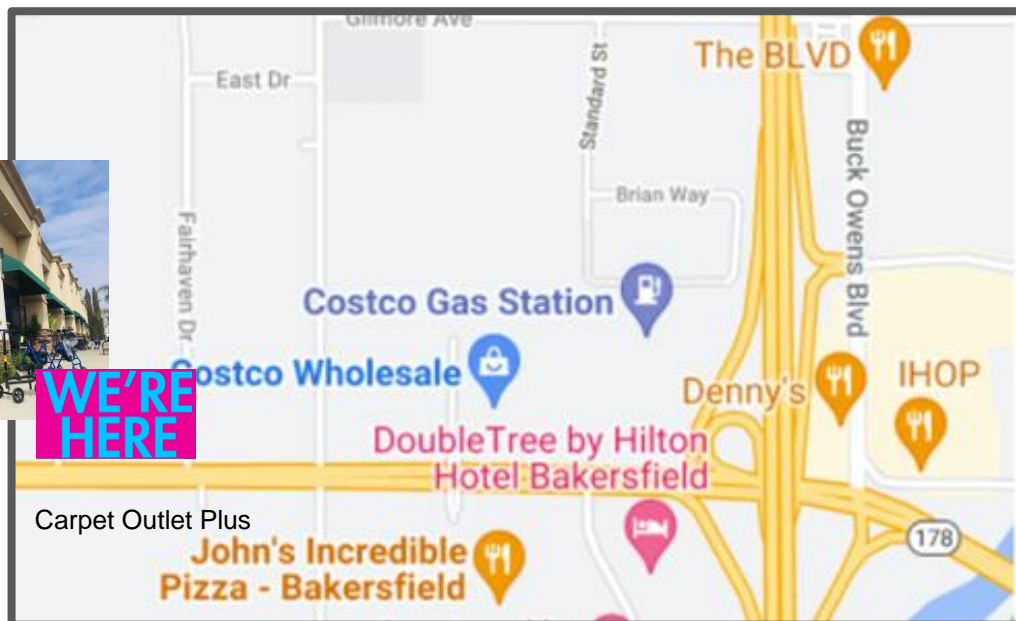 Gilmore Ave
East Dr
Standard St
The BLVD
Buck Owens Blvd
Brian Way
Fairhaven Dr
Costco Gas Station
Costco Wholesale
WE'RE
HERE
Denny's
IHOP
DoubleTree by Hilton
Hotel Bakersfield
Carpet Outlet Plus
John's Incredible
Pizza - Bakersfield
178